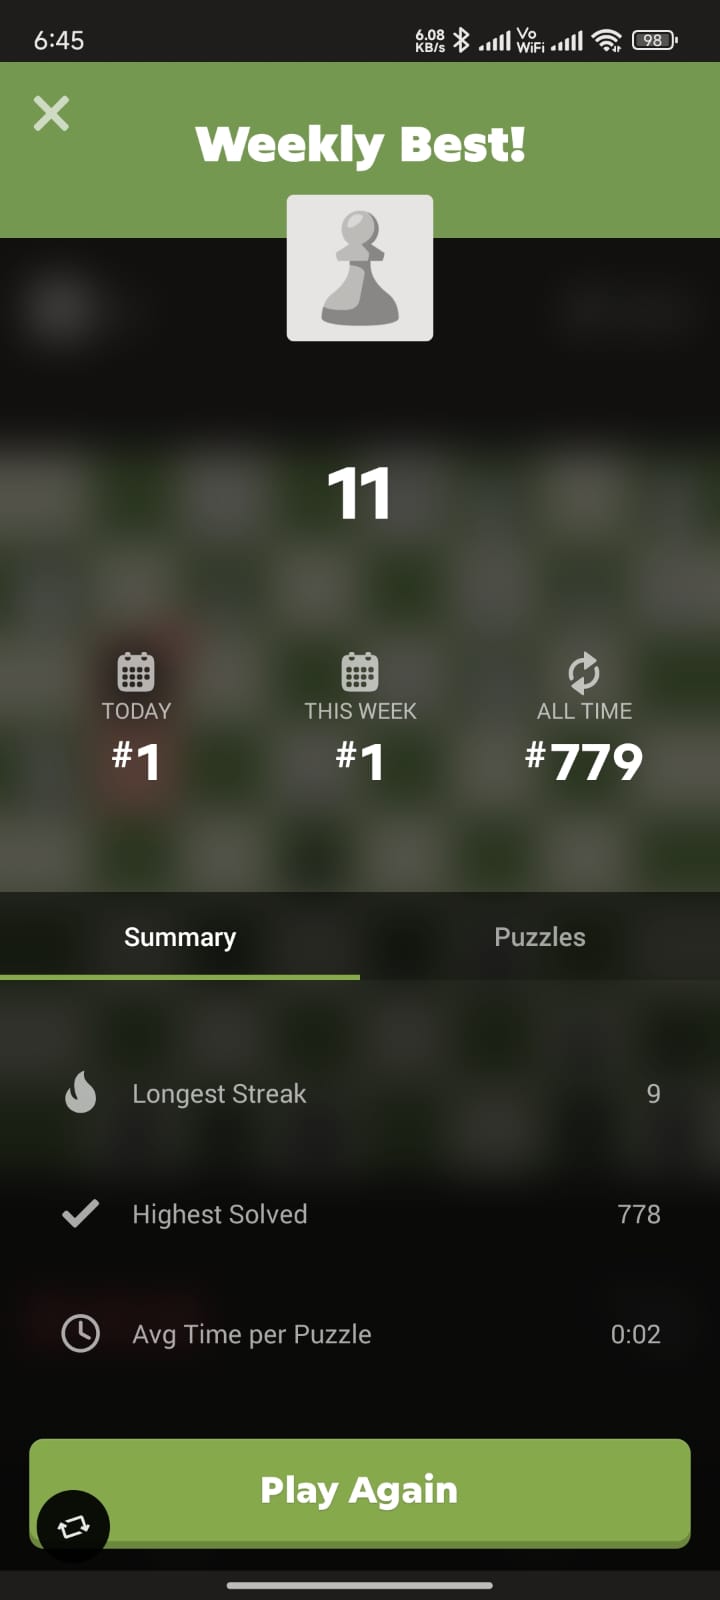 6:45
6.08
KB/s
Vo
WiFi
98
Weekly Best!
11
TODAY
THIS WEEK
ALL TIME
#1
#1
#779
Summary
Puzzles
Longest Streak
9
Highest Solved
778
Avg Time per Puzzle
0:02
Play Again